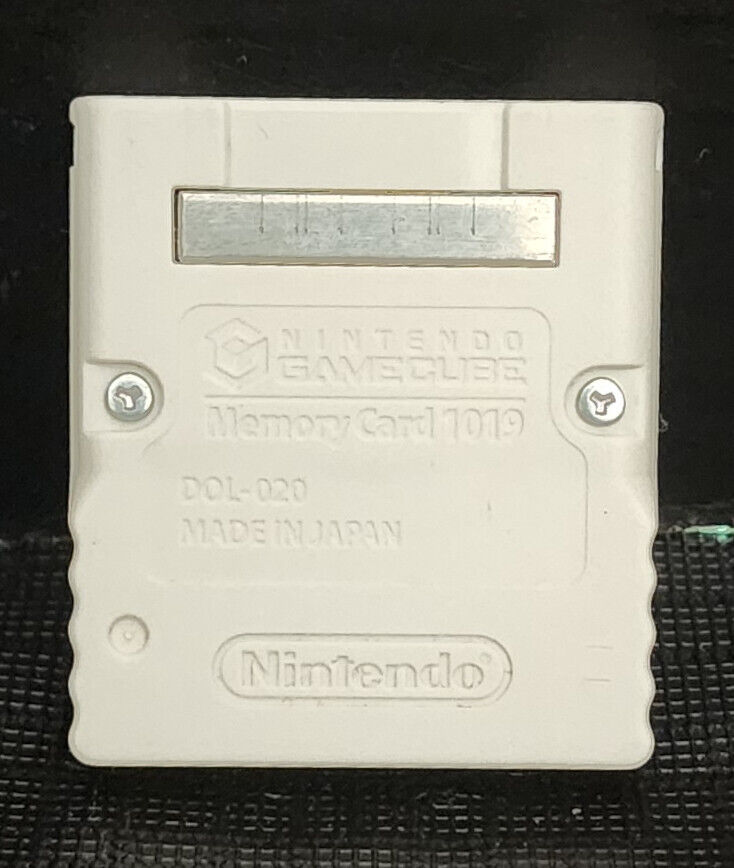 NINTENDO
GAMECUBE
Memory Card 1019
DOL-020
MADE IN JAPAN
Nintendo®